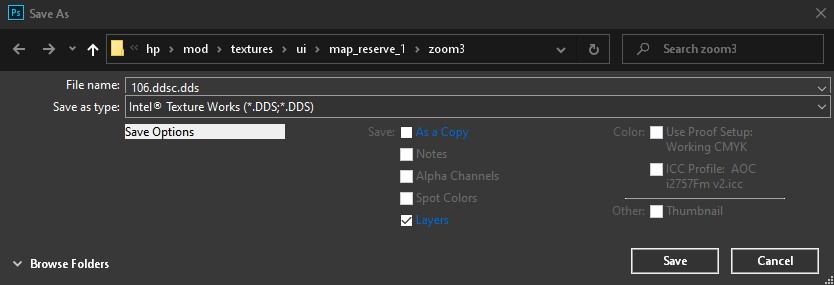 Ps Save As
hp › mod › textures › ui › map_reserve_1 › zoom3
Search zoom3
File name: 106.ddsc.dds
Save as type: Intel® Texture Works (*.DDS;*.DDS)
Save Options
Save: As a Copy
Notes
Alpha Channels
Spot Colors
Layers
Color: Use Proof Setup:
Working CMYK
ICC Profile: AOC
i2757Fm v2.icc
Other: Thumbnail
Browse Folders
Save
Cancel